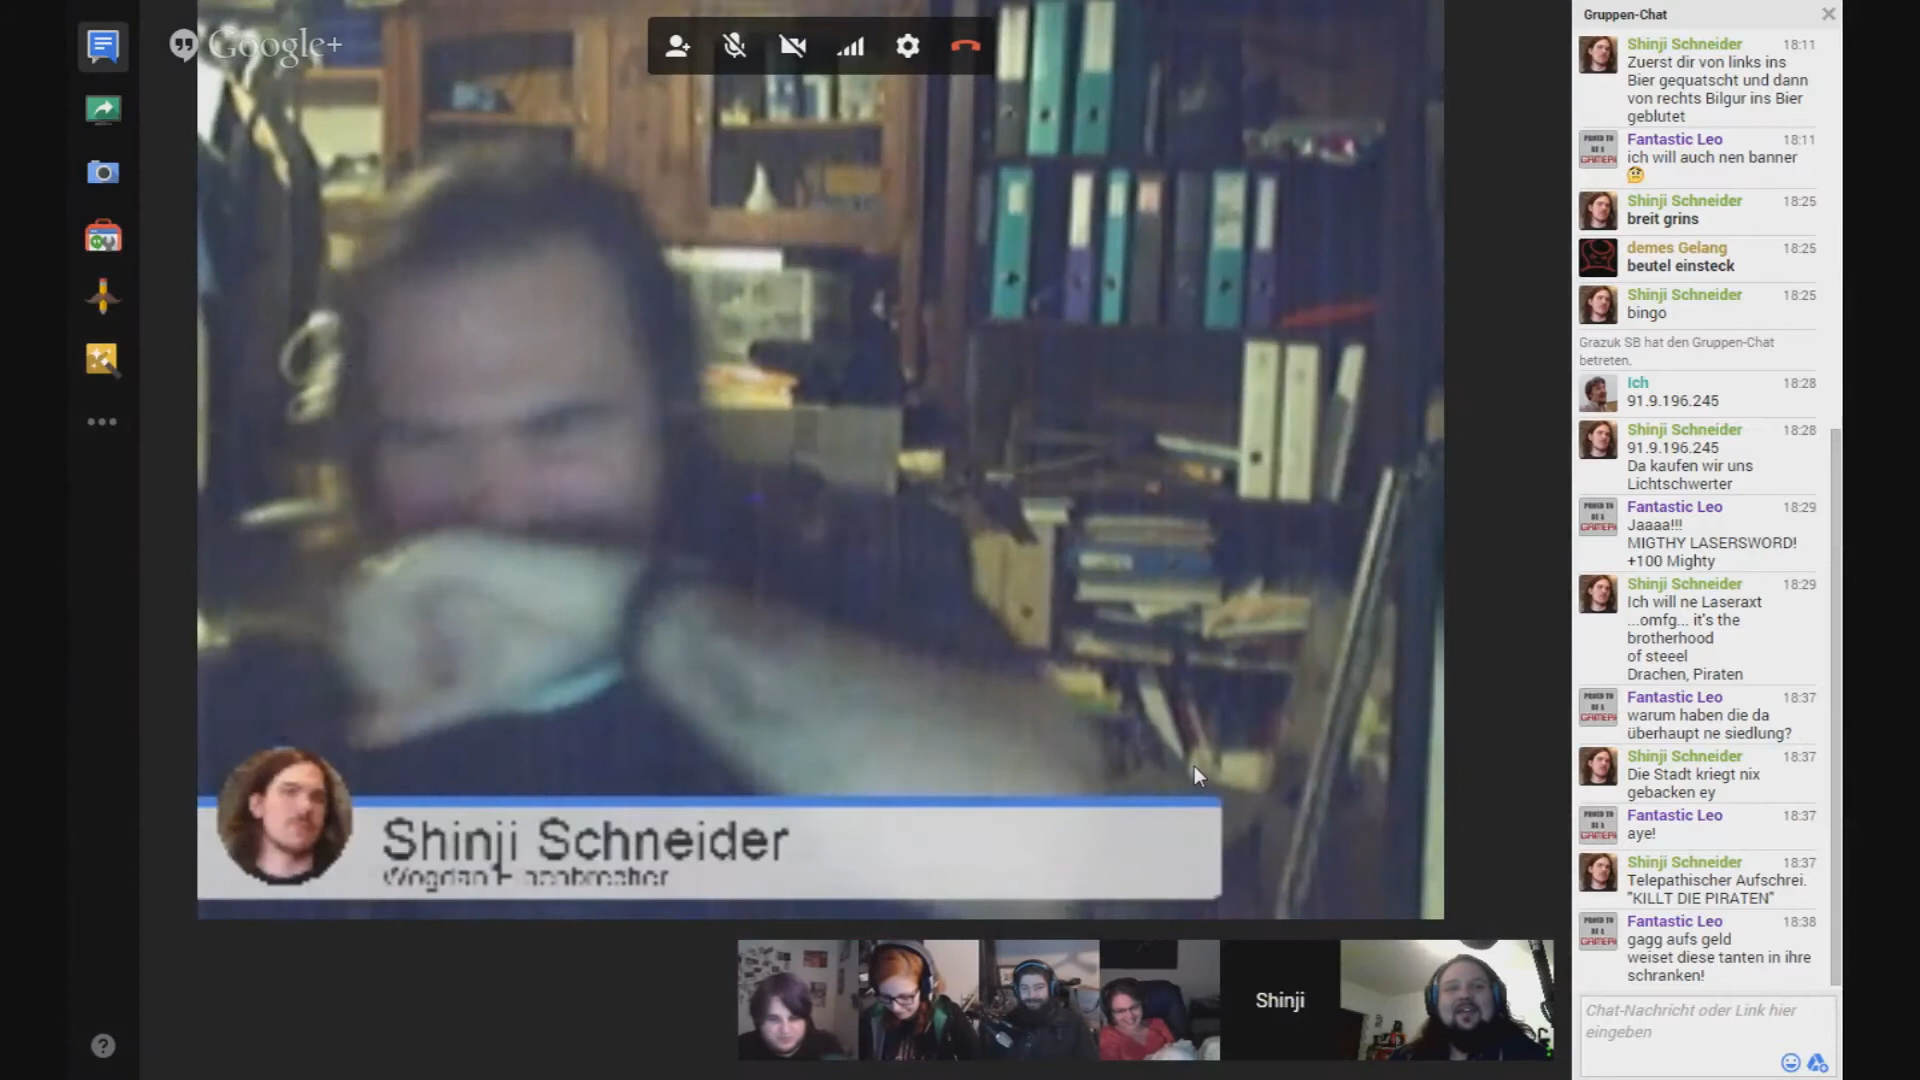 Google+
Gruppen-Chat
Shinji Schneider 18:11
Zuerst dir von links ins
Bier gequatscht und dann
von rechts Bilgur ins Bier
geblutet
Fantastic Leo 18:11
ich will auch nen banner
Shinji Schneider 18:25
breit grins
demes Gelang 18:25
beutel einsteck
Shinji Schneider 18:25
bingo
Grazuk SB hat den Gruppen-Chat
betreten.
Ich 18:28
91.9.196.245
Shinji Schneider 18:28
91.9.196.245
Da kaufen wir uns
Lichtschwerter
Fantastic Leo 18:29
Jaaaa!!!
MIGTHY LASERSWORD!
+100 Mighty
Shinji Schneider 18:29
Ich will ne Laseraxt
...omfg... it's the
brotherhood
of steeel
Drachen, Piraten
Fantastic Leo 18:37
warum haben die da
überhaupt ne siedlung?
Shinji Schneider 18:37
Die Stadt kriegt nix
gebacken ey
Fantastic Leo 18:37
aye!
Shinji Schneider 18:37
Telepathischer Aufschrei.
"KILLT DIE PIRATEN"
Fantastic Leo 18:38
gagg aufs geld
weiset diese tanten in ihre
schranken!
Chat-Nachricht oder Link hier
eingeben
Shinji Schneider
Shinji